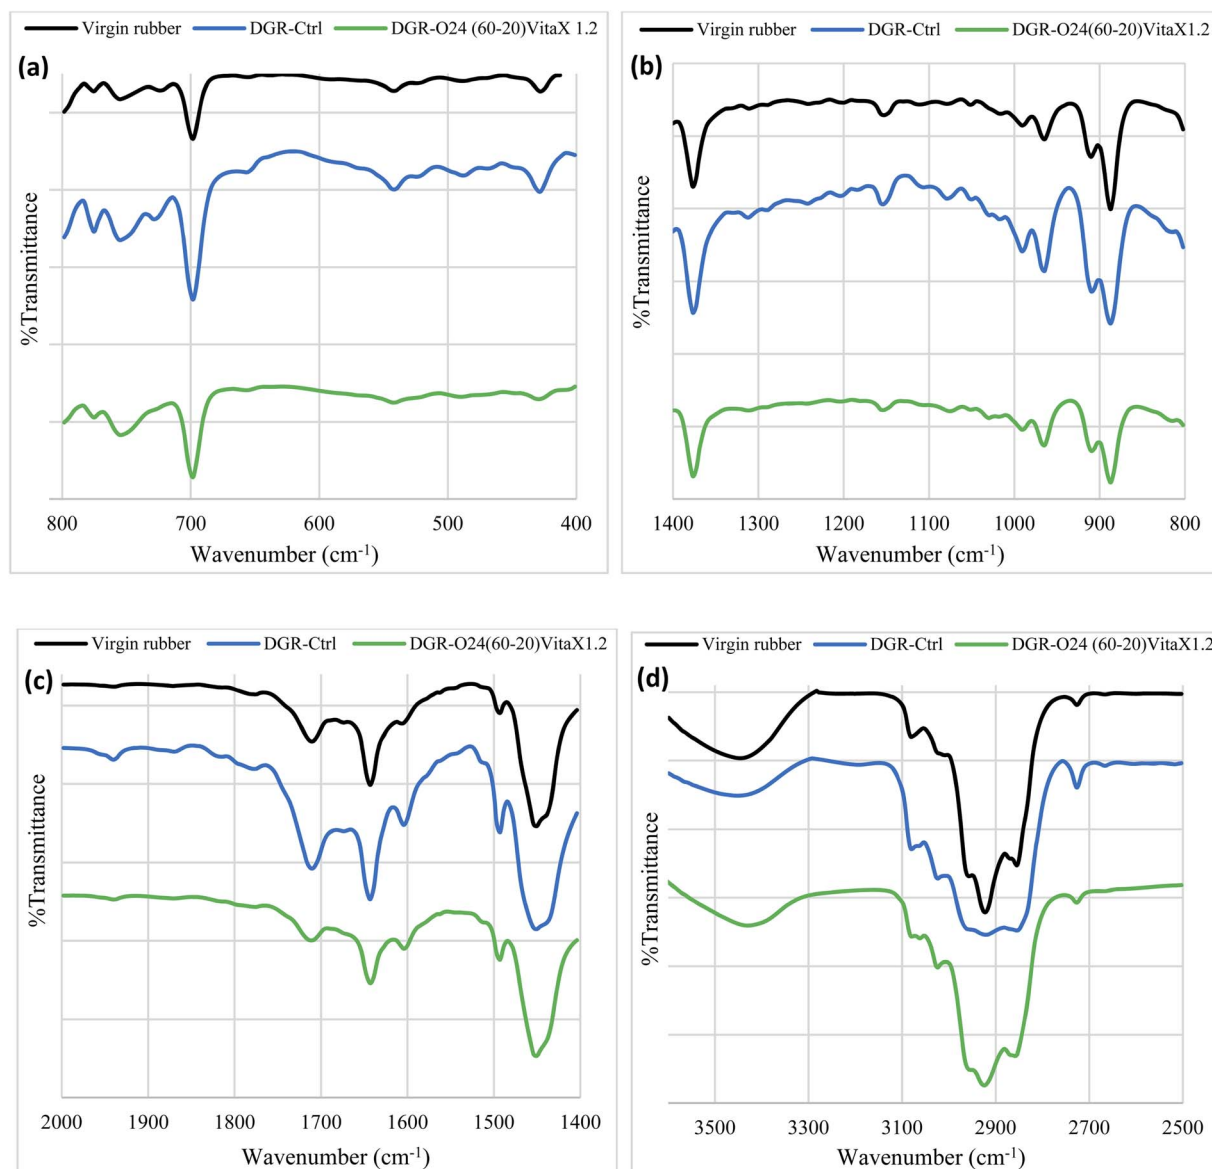 Virgin rubber DGR-Ctrl DGR-O24 (60-20)VitaX 1.2
(a)
%Transmittance
800 700 600 500 400
Wavenumber (cm-1)
Virgin rubber DGR-Ctrl DGR-O24(60-20)VitaX1.2
(b)
%Transmittance
1400 1300 1200 1100 1000 900 800
Wavenumber (cm-1)
Virgin rubber DGR-Ctrl DGR-O24(60-20)VitaX1.2
(c)
%Transmittance
2000 1900 1800 1700 1600 1500 1400
Wavenumber (cm-1)
Virgin rubber DGR-Ctrl DGR-O24 (60-20)VitaX1.2
(d)
%Transmittance
3500 3300 3100 2900 2700 2500
Wavenumber (cm-1)